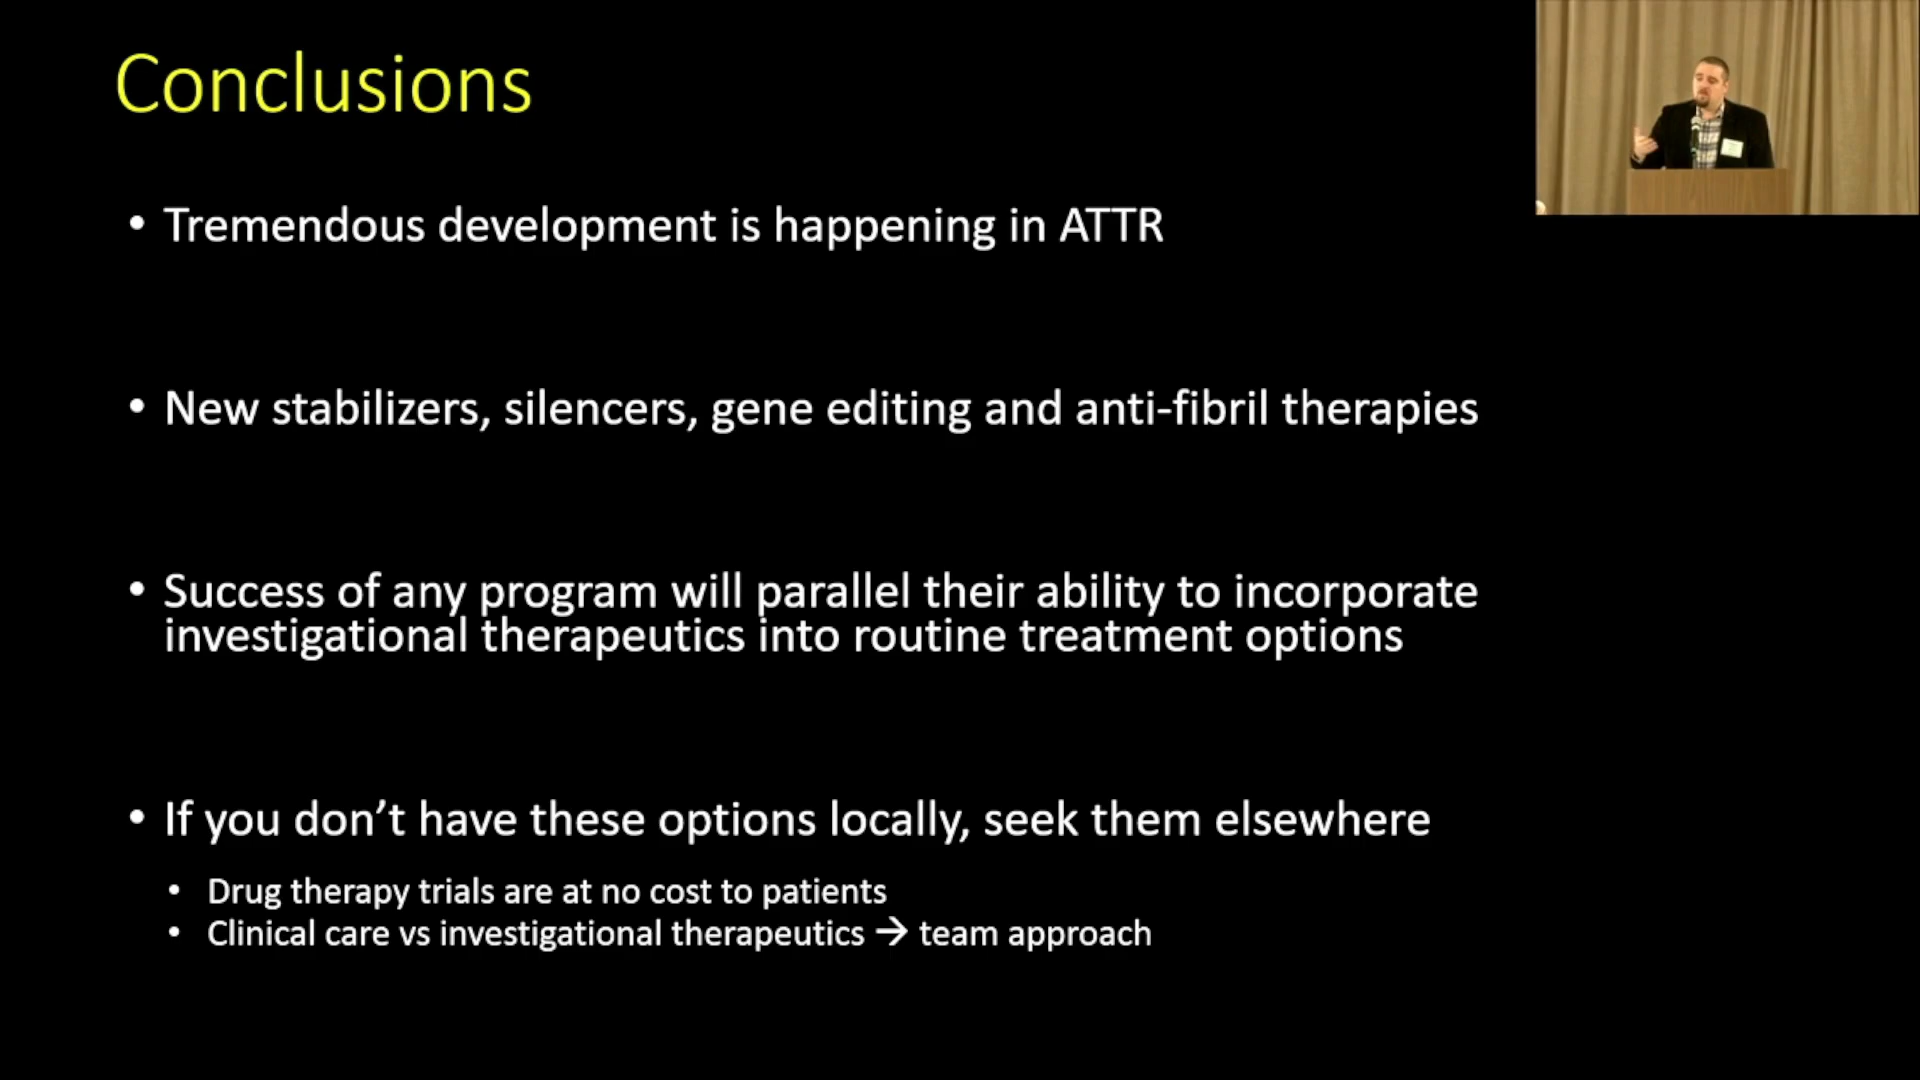 Conclusions
• Tremendous development is happening in ATTR
• New stabilizers, silencers, gene editing and anti-fibril therapies
• Success of any program will parallel their ability to incorporate
investigational therapeutics into routine treatment options
• If you don’t have these options locally, seek them elsewhere
• Drug therapy trials are at no cost to patients
• Clinical care vs investigational therapeutics → team approach